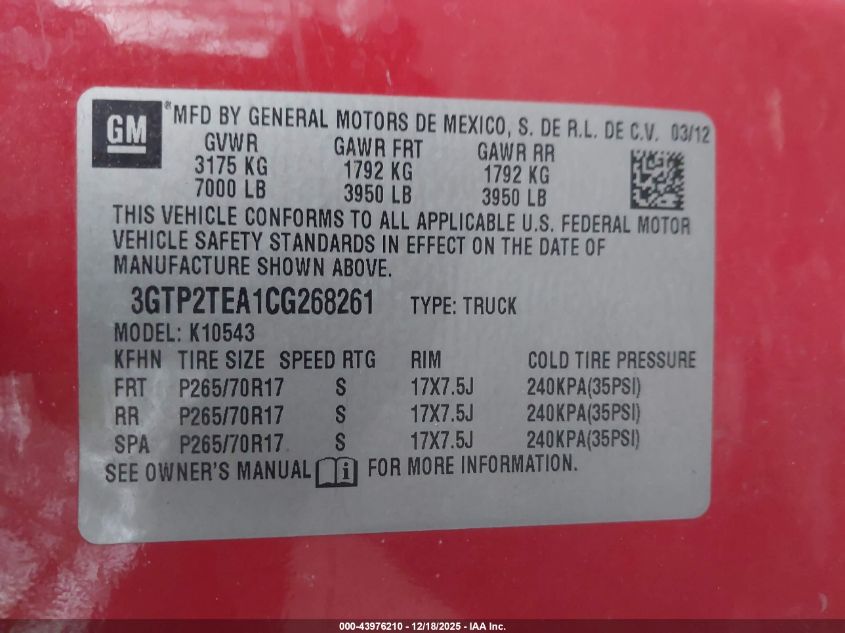 GM
*MFD BY GENERAL MOTORS DE MEXICO, S. DE R.L. DE C.V. 03/12
GVWR GAWR FRT GAWR RR
3175 KG 1792 KG 1792 KG
7000 LB 3950 LB 3950 LB
THIS VEHICLE CONFORMS TO ALL APPLICABLE U.S. FEDERAL MOTOR
VEHICLE SAFETY STANDARDS IN EFFECT ON THE DATE OF
MANUFACTURE SHOWN ABOVE.
3GTP2TEA1CG268261 TYPE: TRUCK
MODEL: K10543
KFHN TIRE SIZE SPEED RTG RIM COLD TIRE PRESSURE
FRT P265/70R17 S 17X7.5J 240KPA(35PSI)
RR P265/70R17 S 17X7.5J 240KPA(35PSI)
SPA P265/70R17 S 17X7.5J 240KPA(35PSI)
SEE OWNER'S MANUAL i FOR MORE INFORMATION.
000-43976210 - 12/18/2025 - IAA Inc.